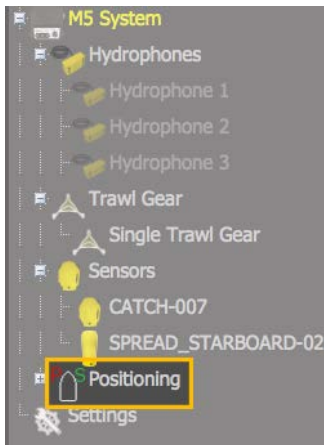 M5 System
Hydrophones
Hydrophone 1
Hydrophone 2
Hydrophone 3
Trawl Gear
Single Trawl Gear
Sensors
CATCH-007
SPREAD_STARBOARD-02
S Positioning
Settings